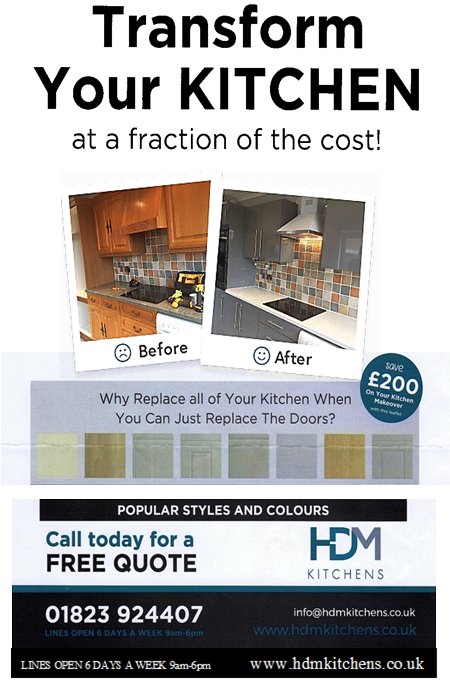 Transform
Your KITCHEN
at a fraction of the cost!
Before
After
save
£200
On Your Kitchen
Makeover
with this leaflet
Why Replace all of Your Kitchen When
You Can Just Replace The Doors?
POPULAR STYLES AND COLOURS
Call today for a
FREE QUOTE
HDM
KITCHENS
01823 924407
LINES OPEN 6 DAYS A WEEK 9am-6pm
info@hdmkitchens.co.uk
www.hdmkitchens.co.uk
LINES OPEN 6 DAYS A WEEK 9am-6pm
www.hdmkitchens.co.uk